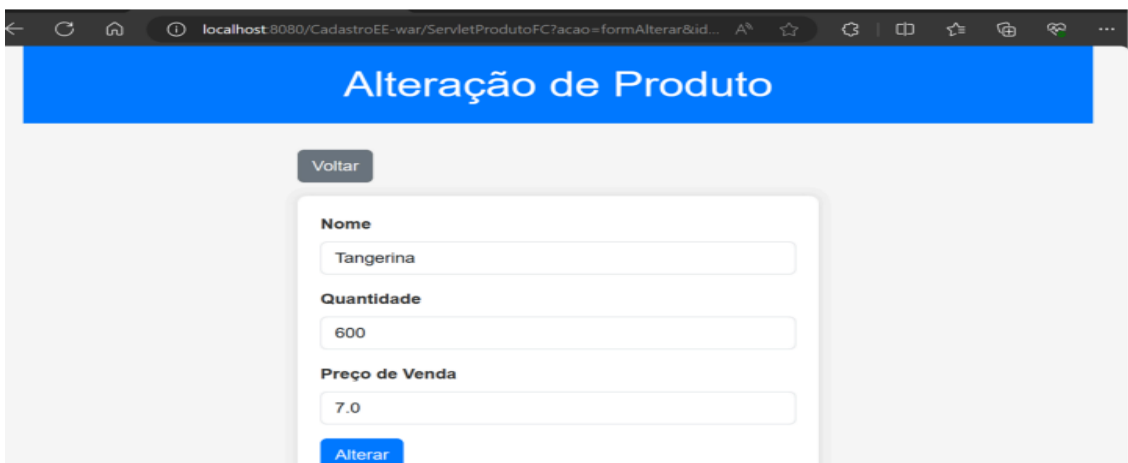 localhost:8080/CadastroEE-war/ServletProdutoFC?acao=formAlterar&id...
Alteração de Produto
Voltar
Nome
Tangerina
Quantidade
600
Preço de Venda
7.0
Alterar